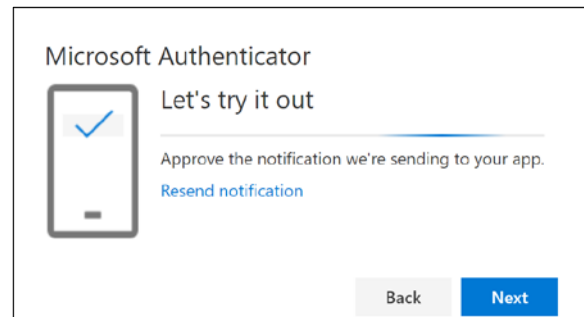 Microsoft Authenticator
Let's try it out
Approve the notification we're sending to your app.
Resend notification
Back
Next